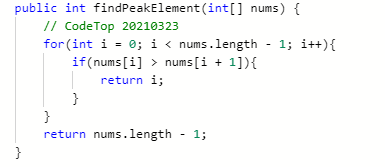 public int findPeakElement(int[] nums) {
    // CodeTop 20210323
    for(int i = 0; i < nums.length - 1; i++){
        if(nums[i] > nums[i + 1]){
            return i;
        }
    }
    return nums.length - 1;
}